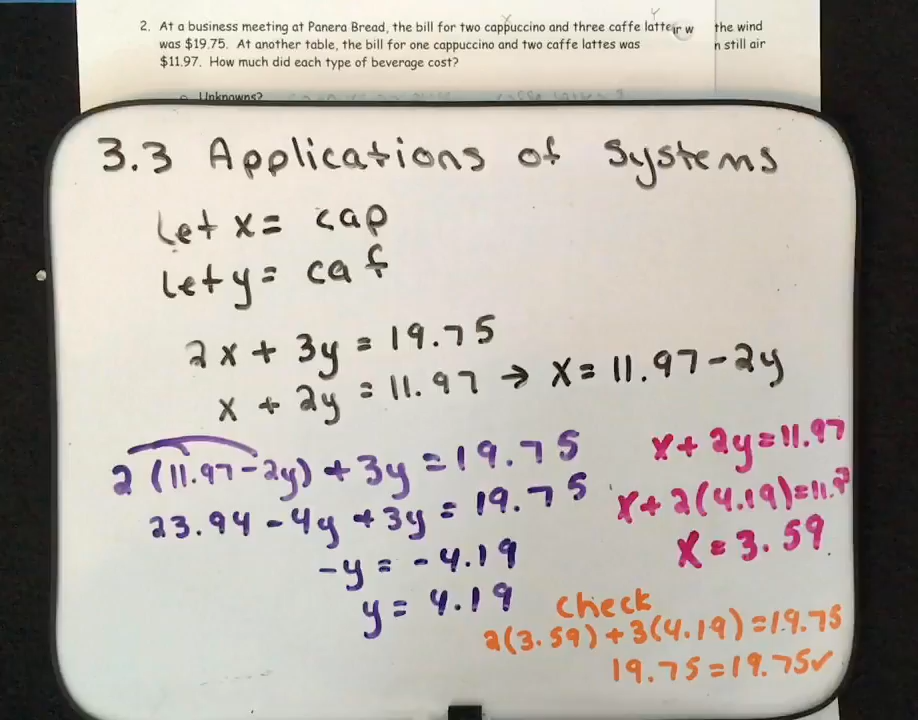 2. At a business meeting at Panera Bread, the bill for two cappuccino and three caffe latte ir w the wind
was $19.75. At another table, the bill for one cappuccino and two caffe lattes was n still air
$11.97. How much did each type of beverage cost?
Unknowns?
3.3 Applications of Systems
Let x = cap
Let y = caf
2x + 3y = 19.75
x + 2y = 11.97 → x = 11.97 - 2y
2(11.97 - 2y) + 3y = 19.75
23.94 - 4y + 3y = 19.75
-y = -4.19
y = 4.19
x + 2y = 11.97
x + 2(4.19) = 11.97
x = 3.59
Check
2(3.59) + 3(4.19) = 19.75
19.75 = 19.75 ✓